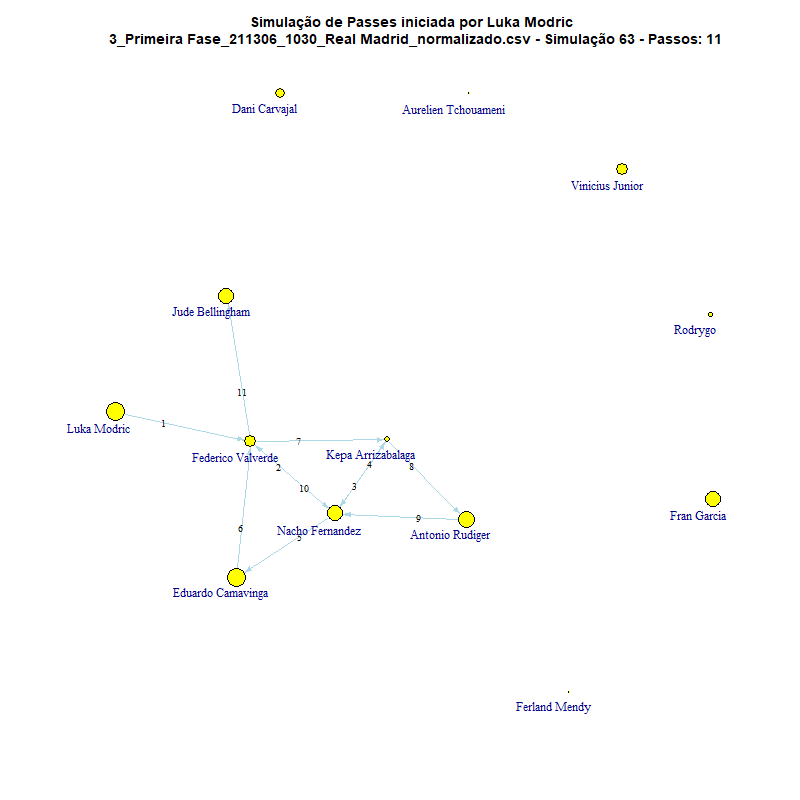 Simulação de Passes iniciada por Luka Modric
3_Primeira Fase_211306_1030_Real Madrid_normalizado.csv - Simulação 63 - Passos: 11
Dani Carvajal
Aurelien Tchouameni
Vinicius Junior
Jude Bellingham
Rodrygo
11
1
Luka Modric
7
Federico Valverde
Kepa Arrizabalaga
2
4
8
3
10
Fran Garcia
9
6
Nacho Fernandez
Antonio Rudiger
5
Eduardo Camavinga
Ferland Mendy